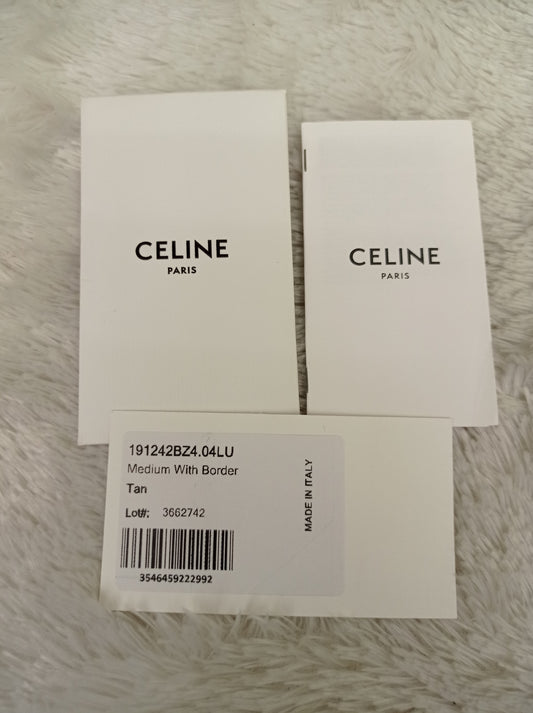 CELINE
PARIS
CELINE
PARIS
191242BZ4.04LU
Medium With Border
Tan
Lot#: 3662742
3546459222992
MADE IN ITALY